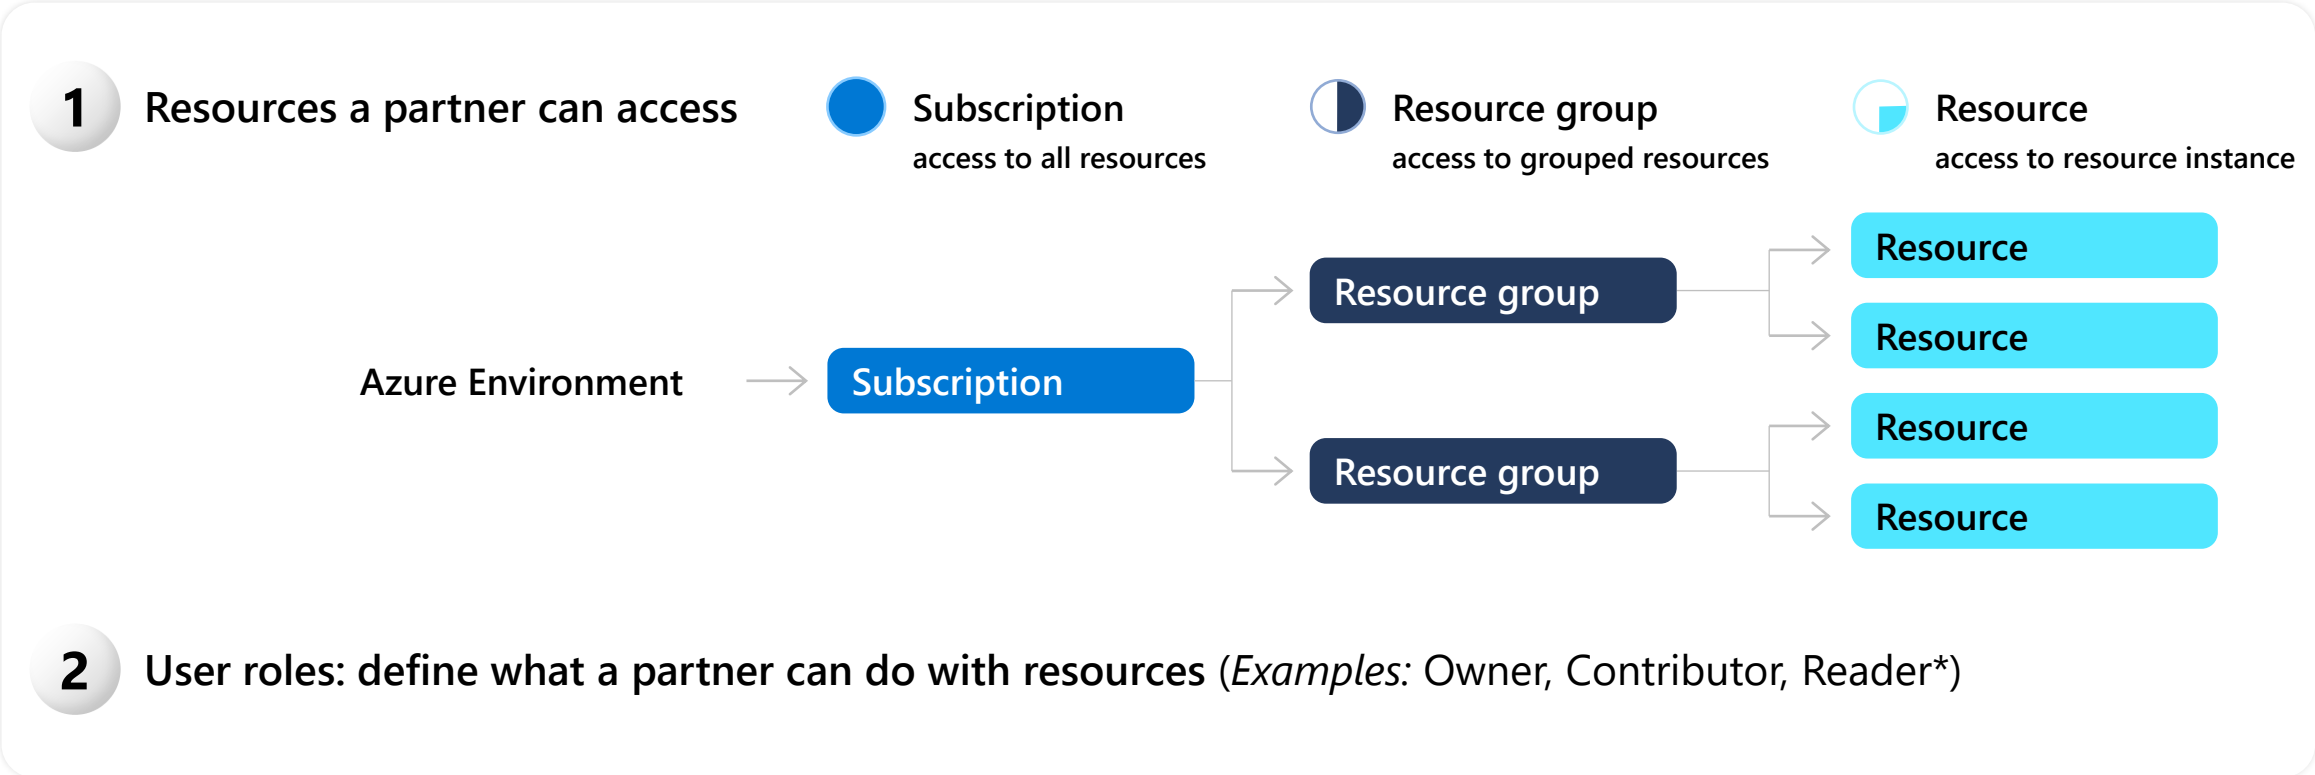 1 Resources a partner can access
Subscription
access to all resources
Resource group
access to grouped resources
Resource
access to resource instance
Azure Environment
Subscription
Resource group
Resource group
Resource
Resource
Resource
Resource
2 User roles: define what a partner can do with resources (Examples: Owner, Contributor, Reader*)